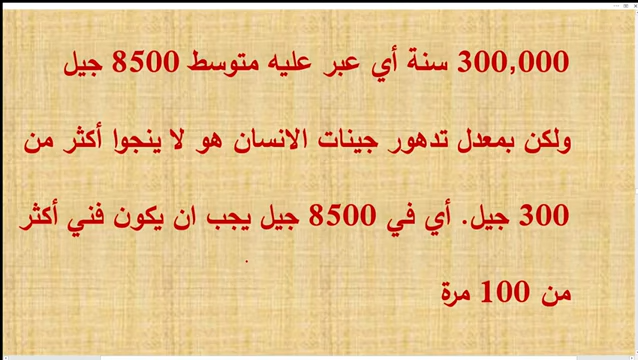 300,000 سنة أي عبر عليه متوسط 8500 جيل
ولكن بمعدل تدهور جينات الانسان هو لا ينجوا أكثر من
300 جيل. أي في 8500 جيل يجب ان يكون فني أكثر
من 100 مرة